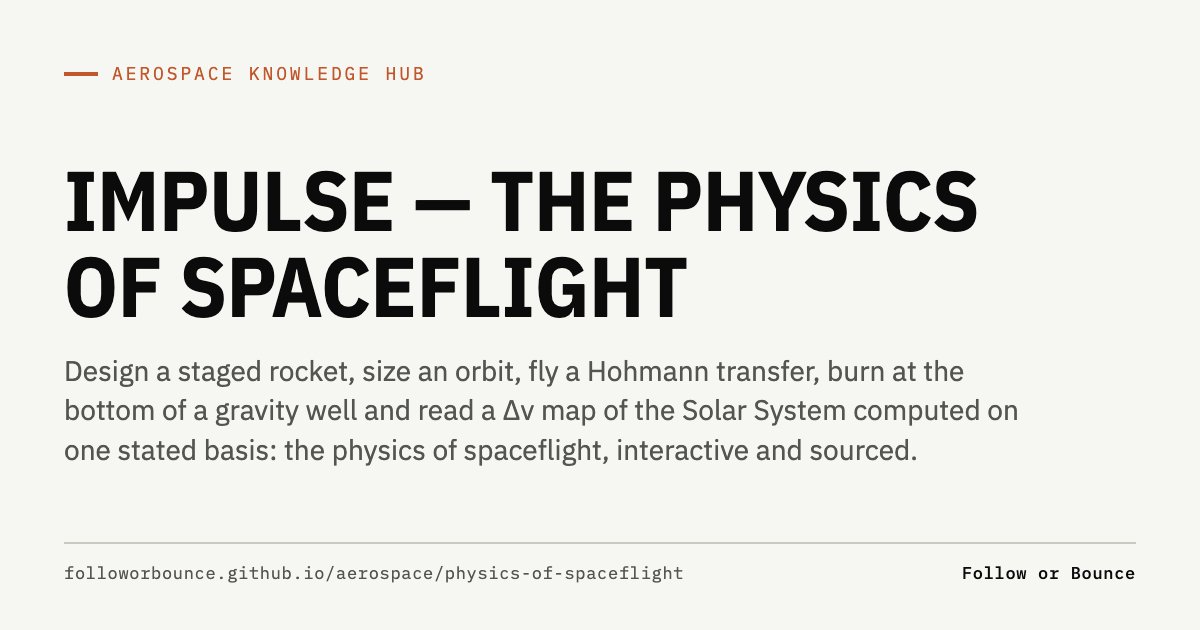 AEROSPACE KNOWLEDGE HUB
IMPULSE — THE PHYSICS
OF SPACEFLIGHT
Design a staged rocket, size an orbit, fly a Hohmann transfer, burn at the
bottom of a gravity well and read a Δv map of the Solar System computed on
one stated basis: the physics of spaceflight, interactive and sourced.
followorbounce.github.io/aerospace/physics-of-spaceflight
Follow or Bounce